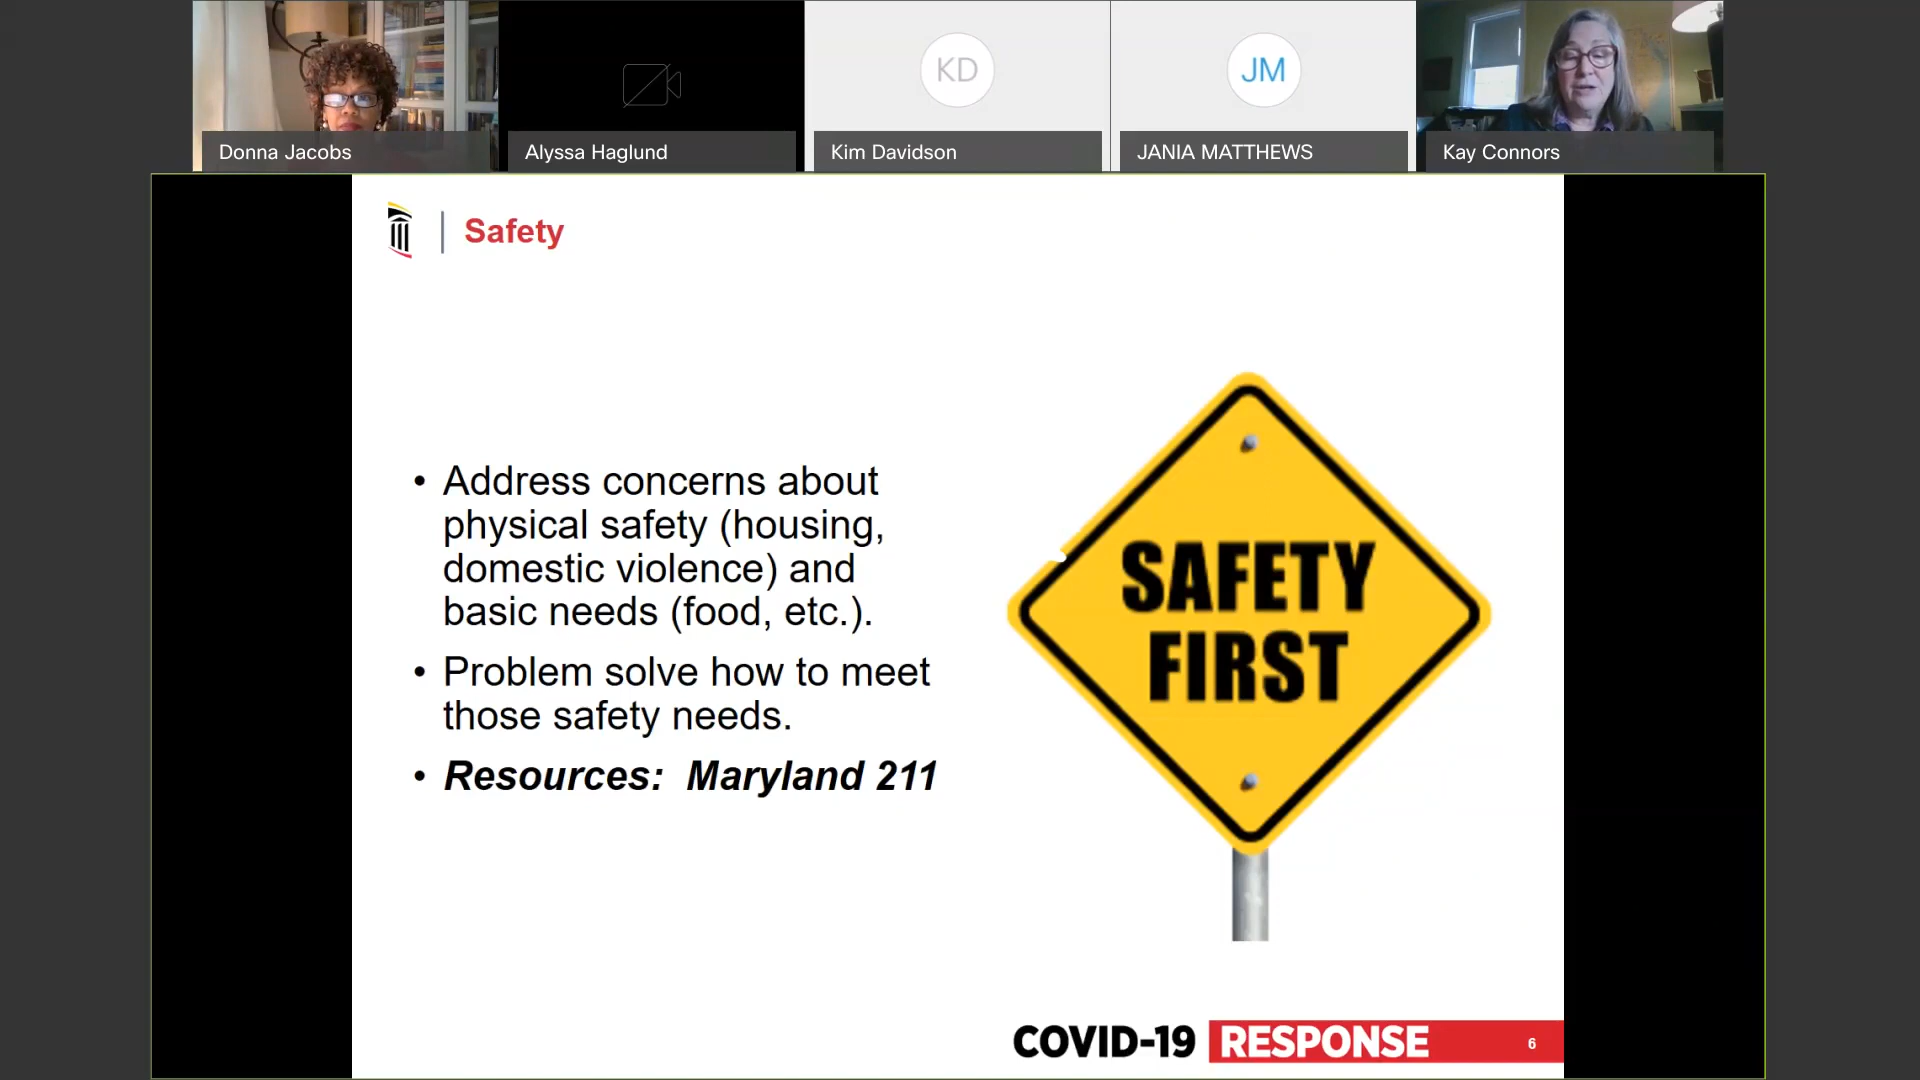 Donna Jacobs
Alyssa Haglund
KD
Kim Davidson
JM
JANIA MATTHEWS
Kay Connors
Safety
• Address concerns about
physical safety (housing,
domestic violence) and
basic needs (food, etc.).
• Problem solve how to meet
those safety needs.
• Resources: Maryland 211
SAFETY
FIRST
COVID-19 RESPONSE
6